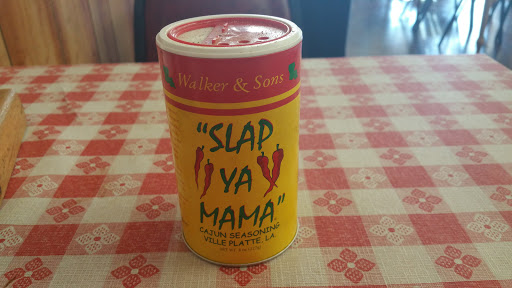 Walker & Sons
"SLAP
YA
MAMA"
CAJUN SEASONING
VILLE PLATTE, LA.